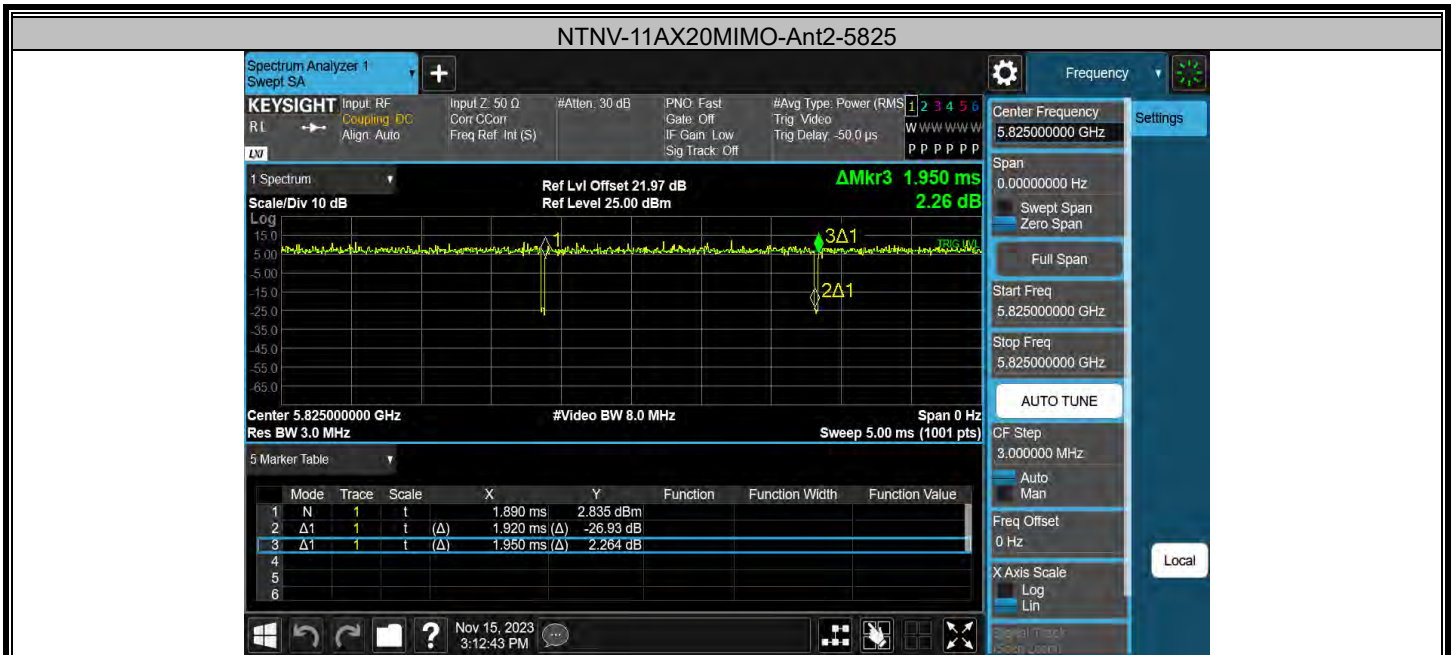 NTNV-11AX20MIMO-Ant2-5825
Spectrum Analyzer 1
Swept SA
+
Frequency
KEYSIGHT
RL
LXI
Input: RF
Coupling: DC
Align: Auto
Input Z: 50 Ω
Corr CCorr
Freq Ref: Int (S)
#Atten: 30 dB
PNO: Fast
Gate: Off
IF Gain: Low
Sig Track: Off
#Avg Type: Power (RMS
Trig: Video
Trig Delay: -50.0 µs
1 2 3 4 5 6
W W W W W W
P P P P P P
1 Spectrum
Scale/Div 10 dB
Ref Lvl Offset 21.97 dB
Ref Level 25.00 dBm
ΔMkr3 1.950 ms
2.26 dB
Log
15.0
5.00
-5.00
-15.0
-25.0
-35.0
-45.0
-55.0
-65.0
1
3Δ1
2Δ1
TRIG LVL
Center 5.825000000 GHz
#Video BW 8.0 MHz
Span 0 Hz
Res BW 3.0 MHz
Sweep 5.00 ms (1001 pts)
5 Marker Table
Mode Trace Scale X Y Function Function Width Function Value
1 N 1 t 1.890 ms 2.835 dBm
2 Δ1 1 t (Δ) 1.920 ms (Δ) -26.93 dB
3 Δ1 1 t (Δ) 1.950 ms (Δ) 2.264 dB
4
5
6
?
Nov 15, 2023
3:12:43 PM
Center Frequency
5.825000000 GHz
Settings
Span
0.00000000 Hz
Swept Span
Zero Span
Full Span
Start Freq
5.825000000 GHz
Stop Freq
5.825000000 GHz
AUTO TUNE
CF Step
3.000000 MHz
Auto
Man
Freq Offset
0 Hz
X Axis Scale
Log
Lin
Signal Track
(Span Zoom)
Local